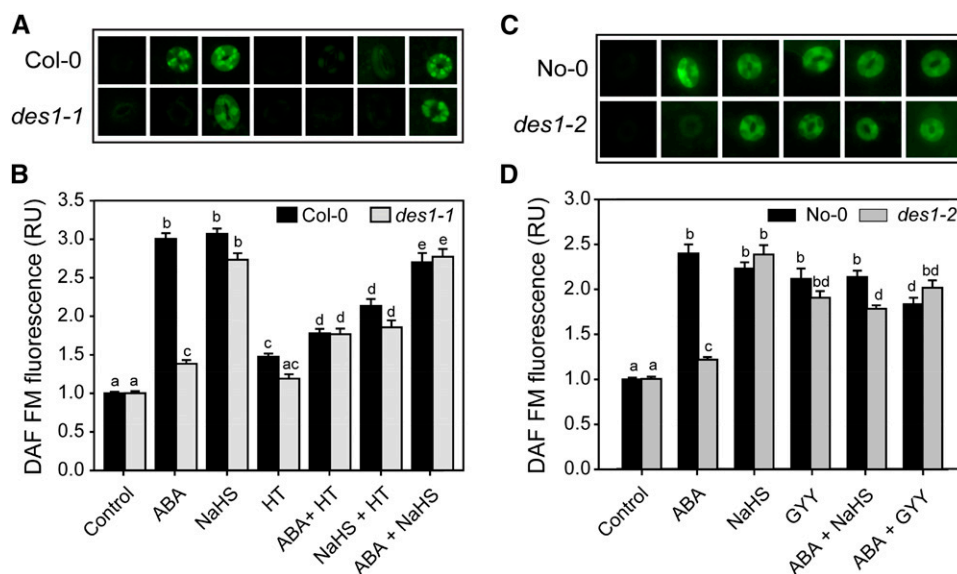 A
Col-0
des1-1
B
DAF FM fluorescence (RU)
3.5
3.0
2.5
2.0
1.5
1.0
0.5
0.0
Col-0 des1-1
a a b c b b c ac d d d d e e
Control ABA NaHS HT ABA+ HT NaHS + HT ABA + NaHS
C
No-0
des1-2
D
DAF FM fluorescence (RU)
3.0
2.5
2.0
1.5
1.0
0.5
0.0
No-0 des1-2
a a b c b b b bd b d d bd
Control ABA NaHS GYY ABA + NaHS ABA + GYY